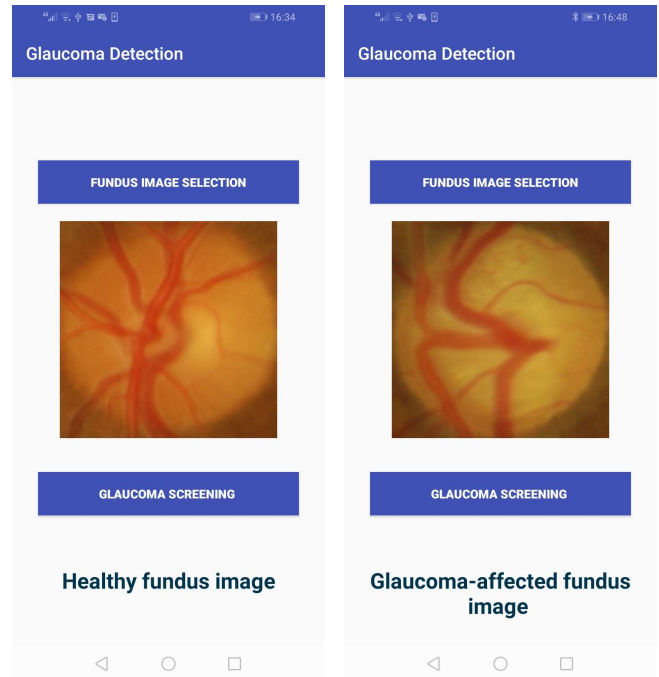 16:34
Glaucoma Detection
FUNDUS IMAGE SELECTION
GLAUCOMA SCREENING
Healthy fundus image
16:48
Glaucoma Detection
FUNDUS IMAGE SELECTION
GLAUCOMA SCREENING
Glaucoma-affected fundus
image